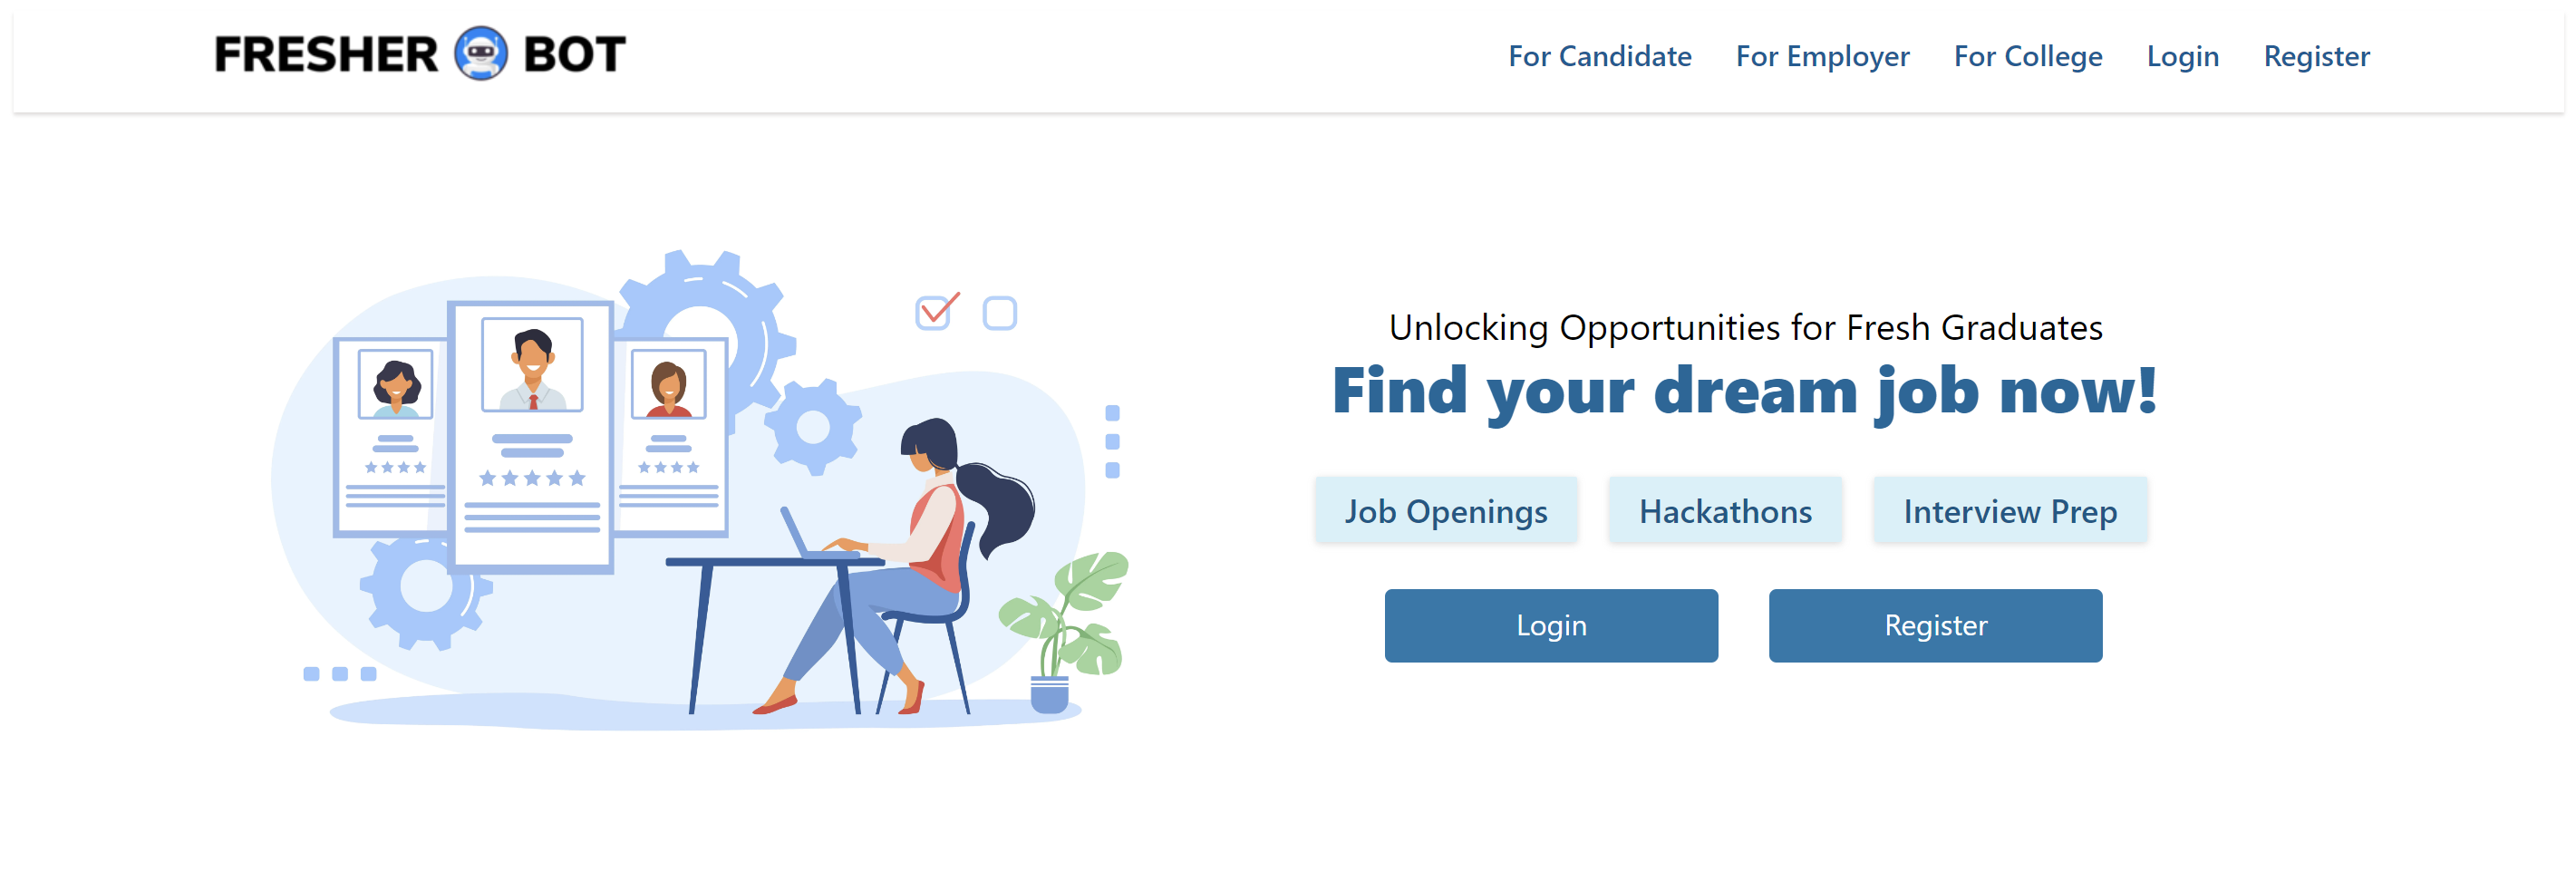 FRESHER BOT
For Candidate For Employer For College Login Register
Unlocking Opportunities for Fresh Graduates
Find your dream job now!
Job Openings Hackathons Interview Prep
Login Register